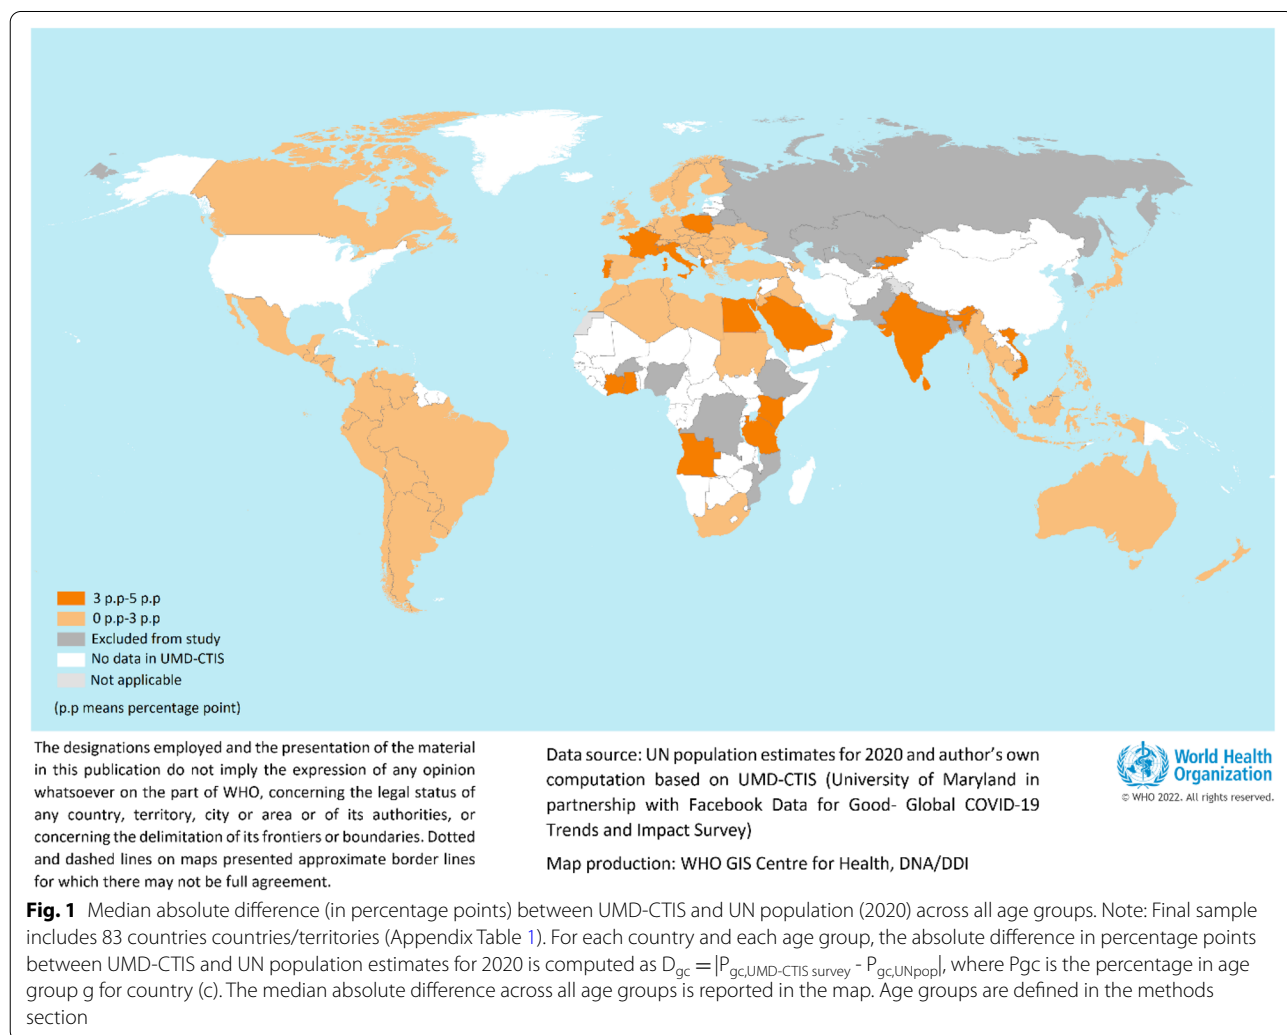 3 p.p-5 p.p
0 p.p-3 p.p
Excluded from study
No data in UMD-CTIS
Not applicable
(p.p means percentage point)
The designations employed and the presentation of the material
in this publication do not imply the expression of any opinion
whatsoever on the part of WHO, concerning the legal status of
any country, territory, city or area or of its authorities, or
concerning the delimitation of its frontiers or boundaries. Dotted
and dashed lines on maps presented approximate border lines
for which there may not be full agreement.
Data source: UN population estimates for 2020 and author's own
computation based on UMD-CTIS (University of Maryland in
partnership with Facebook Data for Good- Global COVID-19
Trends and Impact Survey)
Map production: WHO GIS Centre for Health, DNA/DDI
World Health
Organization
© WHO 2022. All rights reserved.
Fig. 1 Median absolute difference (in percentage points) between UMD-CTIS and UN population (2020) across all age groups. Note: Final sample
includes 83 countries countries/territories (Appendix Table 1). For each country and each age group, the absolute difference in percentage points
between UMD-CTIS and UN population estimates for 2020 is computed as Dgc = |Pgc,UMD-CTIS survey - Pgc,UNpop|, where Pgc is the percentage in age
group g for country (c). The median absolute difference across all age groups is reported in the map. Age groups are defined in the methods
section